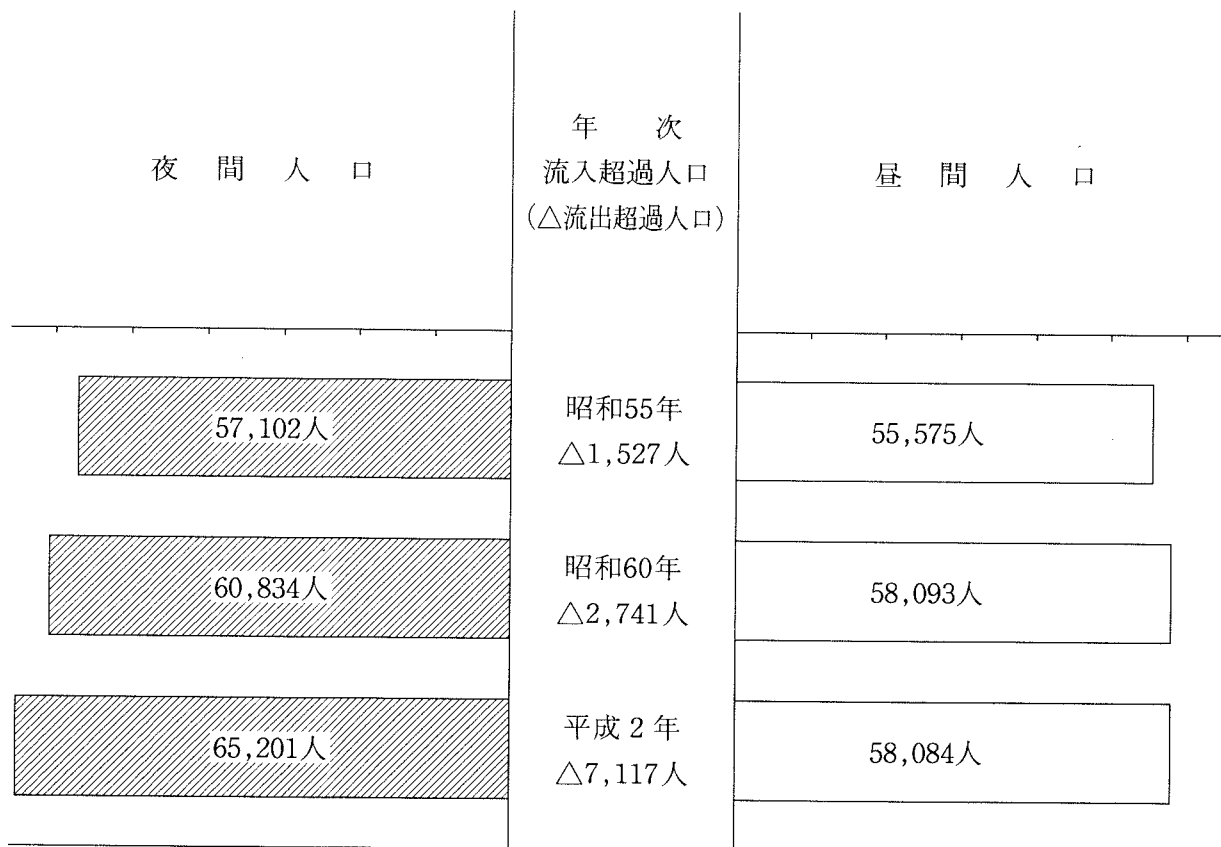 夜間人口
年次
流入超過人口
(△流出超過人口)
昼間人口
57,102人
昭和55年
△1,527人
55,575人
60,834人
昭和60年
△2,741人
58,093人
65,201人
平成2年
△7,117人
58,084人